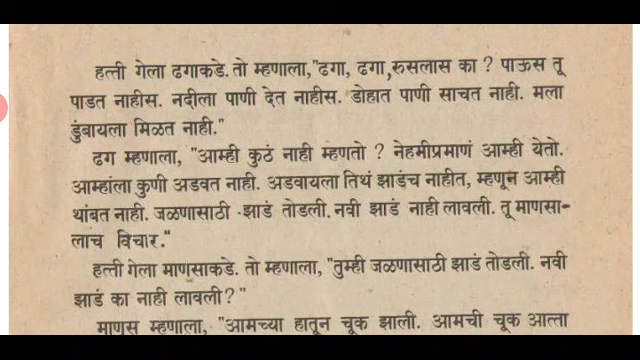 हत्ती गेला ढगाकडे. तो म्हणाला,"ढगा, ढगा,रुसलास का ? पाऊस तू
पाडत नाहीस. नदीला पाणी देत नाहीस. डोहात पाणी साचत नाही. मला
डुंबायला मिळत नाही."
ढग म्हणाला, "आम्ही कुठं नाही म्हणतो ? नेहमीप्रमाणं आम्ही येतो.
आम्हांला कुणी अडवत नाही. अडवायला तिथं झाडंच नाहीत, म्हणून आम्ही
थांबत नाही. जळणासाठी झाडं तोडली. नवी झाडं नाही लावली. तू माणसा-
लाच विचार."
हत्ती गेला माणसाकडे. तो म्हणाला, "तुम्ही जळणासाठी झाडं तोडली. नवी
झाडं का नाही लावली?"
माणूस म्हणाला, "आमच्या हातून चूक झाली. आमची चूक आत्ता